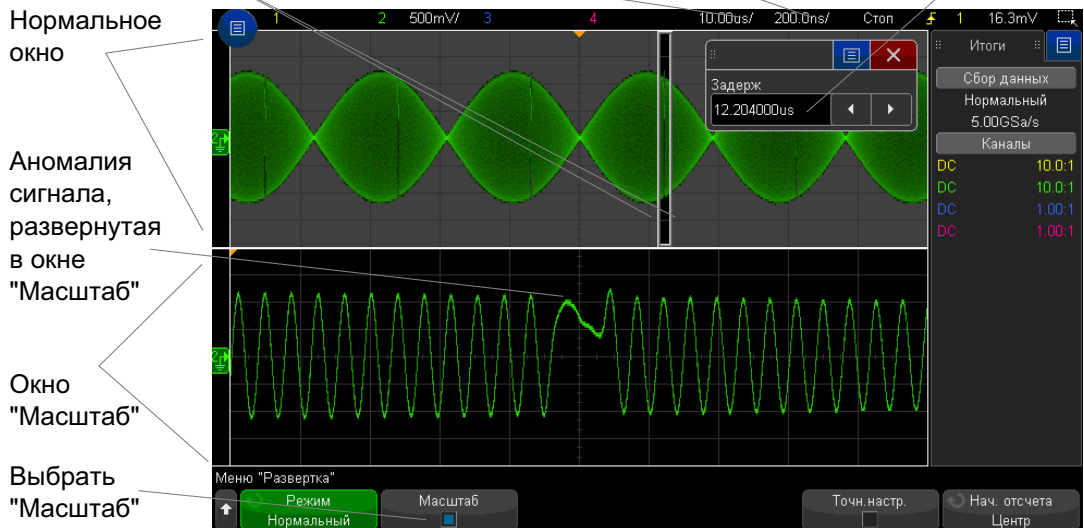 Нормальное
окно
Аномалия
сигнала,
развернутая
в окне
"Масштаб"
Окно
"Масштаб"
Выбрать
"Масштаб"
1 2 500mV/ 3 4 10.00us/ 200.0ns/ Стоп 1 16.3mV
Задерж
12.204000us
Итоги
Сбор данных
Нормальный
5.00GSa/s
Каналы
DC 10.0:1
DC 10.0:1
DC 1.00:1
DC 1.00:1
2
2
Меню "Развертка"
Режим
Нормальный
Масштаб
Точн.настр.
Нач. отсчета
Центр